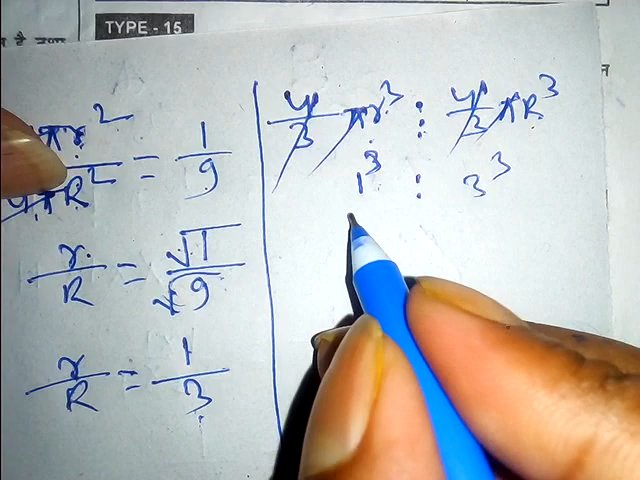 TYPE - 15
4πr² / 4πR² = 1/9
r/R = √1/√9
r/R = 1/3
4/3 πr³ : 4/3 πR³
1³ : 3³